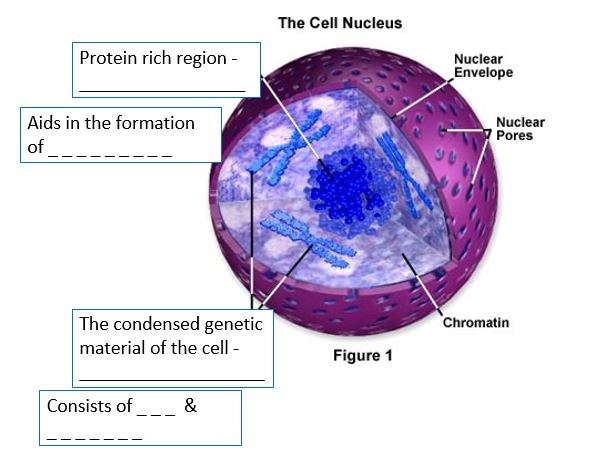 The Cell Nucleus
Protein rich region -
__________________
Nuclear
Envelope
Aids in the formation
of _ _ _ _ _ _ _ _ _
Nuclear
Pores
The condensed genetic
material of the cell -
____________________
Chromatin
Figure 1
Consists of _ _ _ &
_ _ _ _ _ _ _